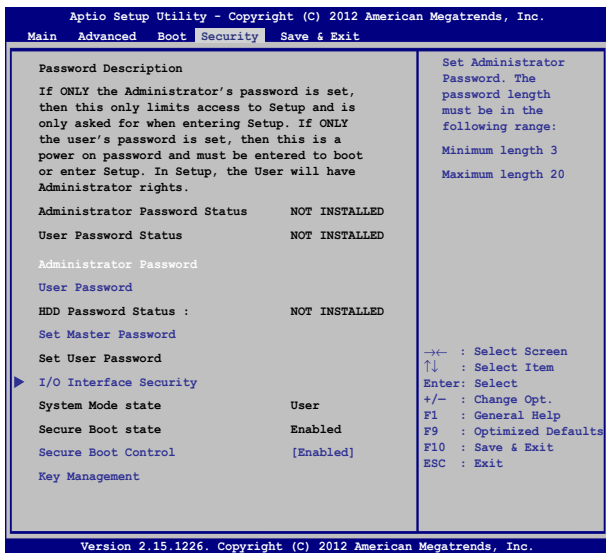 Aptio Setup Utility - Copyright (C) 2012 American Megatrends, Inc.
Main Advanced Boot Security Save & Exit
Password Description
If ONLY the Administrator's password is set,
then this only limits access to Setup and is
only asked for when entering Setup. If ONLY
the user's password is set, then this is a
power on password and must be entered to boot
or enter Setup. In Setup, the User will have
Administrator rights.
Administrator Password Status NOT INSTALLED
User Password Status NOT INSTALLED
Administrator Password
User Password
HDD Password Status : NOT INSTALLED
Set Master Password
Set User Password
I/O Interface Security
System Mode state User
Secure Boot state Enabled
Secure Boot Control [Enabled]
Key Management
Set Administrator
Password. The
password length
must be in the
following range:
Minimum length 3
Maximum length 20
→← : Select Screen
↑↓ : Select Item
Enter: Select
+/— : Change Opt.
F1 : General Help
F9 : Optimized Defaults
F10 : Save & Exit
ESC : Exit
Version 2.15.1226. Copyright (C) 2012 American Megatrends, Inc.